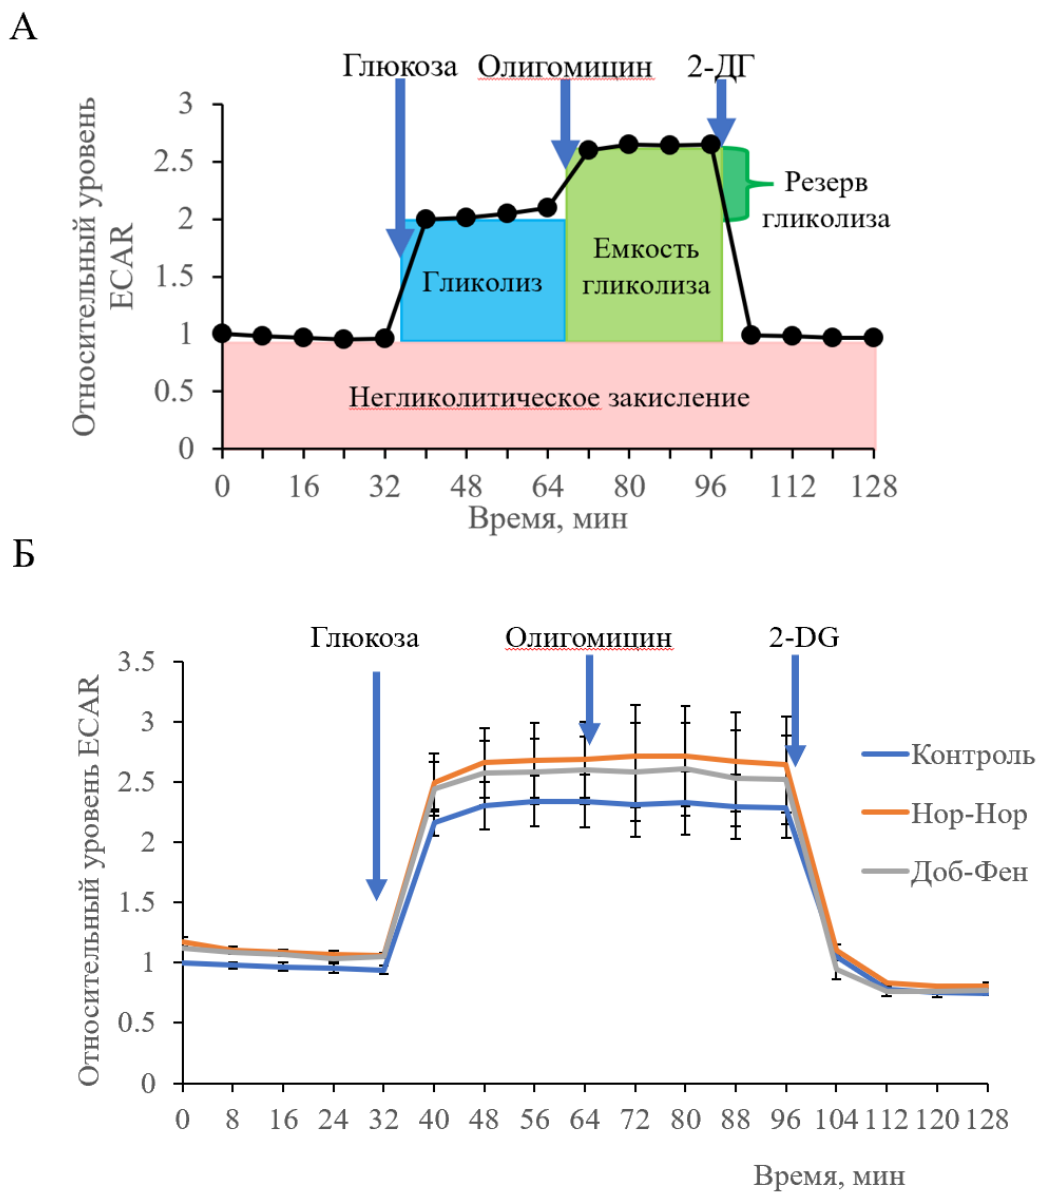 А
Глюкоза Олигомицин 2-ДГ
Относительный уровень
ECAR
3
2.5
2
1.5
1
0.5
0
Резерв
гликолиза
Емкость
гликолиза
Гликолиз
Негликолитическое закисление
0 16 32 48 64 80 96 112 128
Время, мин
Б
Глюкоза Олигомицин 2-DG
Относительный уровень ECAR
3.5
3
2.5
2
1.5
1
0.5
0
Контроль
Нор-Нор
Доб-Фен
0 8 16 24 32 40 48 56 64 72 80 88 96 104 112 120 128
Время, мин